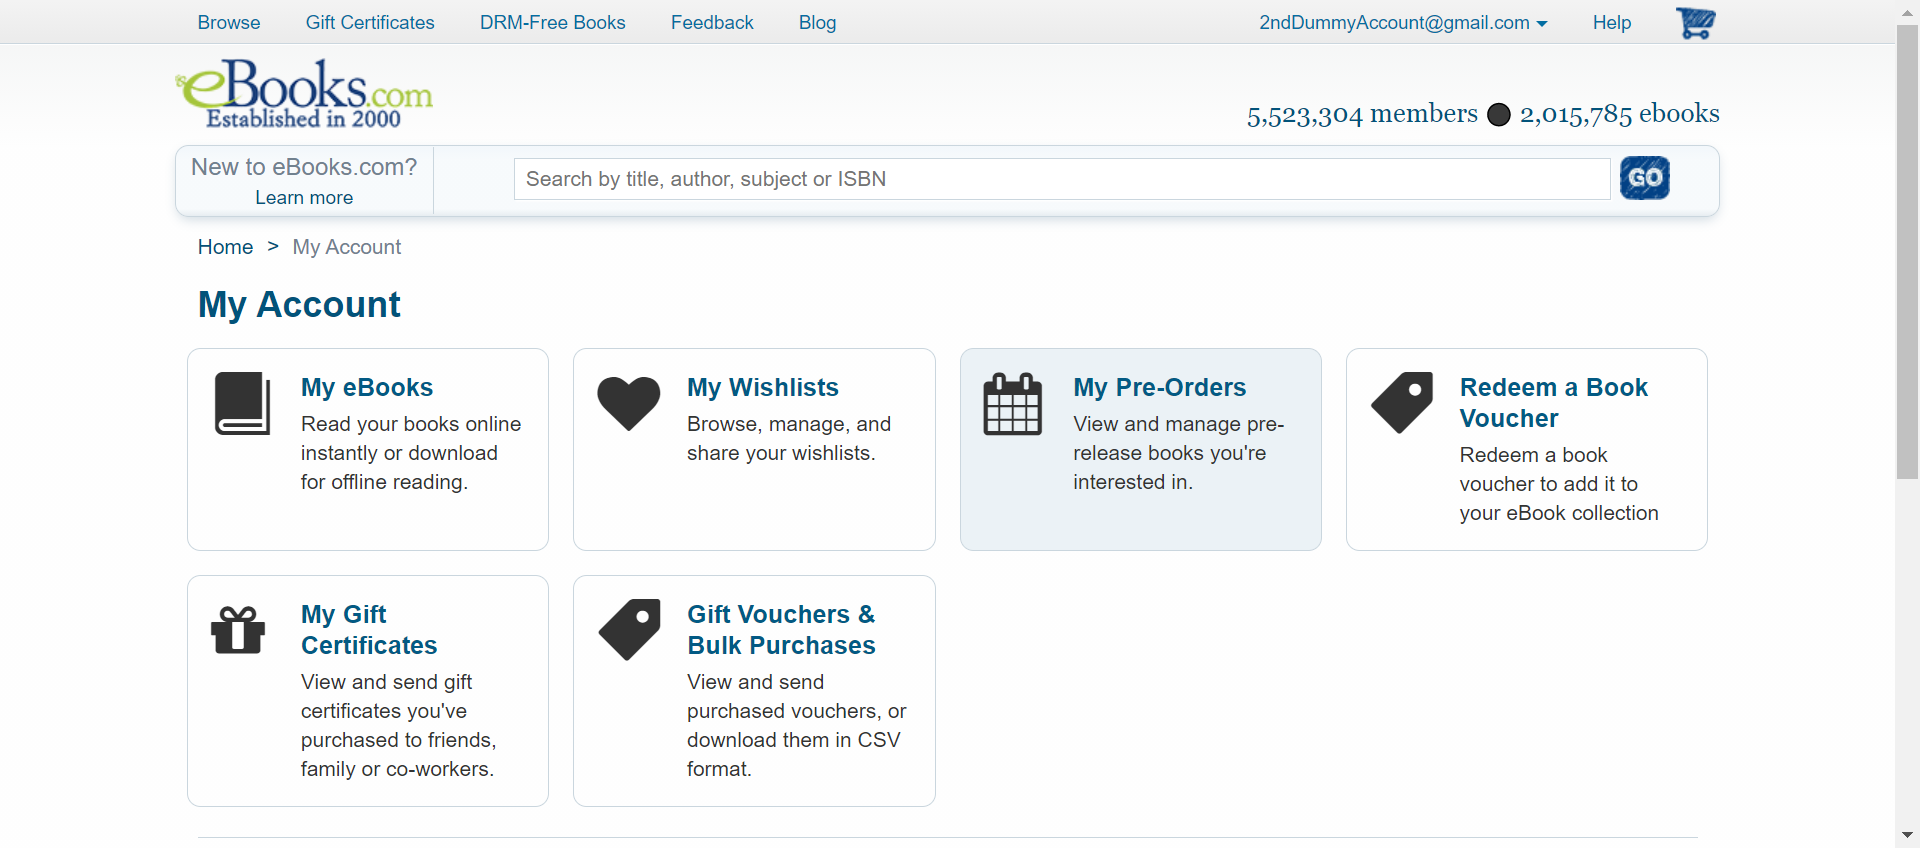 Browse Gift Certificates DRM-Free Books Feedback Blog 2ndDummyAccount@gmail.com Help
eBooks.com
Established in 2000
5,523,304 members 2,015,785 ebooks
New to eBooks.com?
Learn more
Search by title, author, subject or ISBN
GO
Home > My Account
My Account
My eBooks
Read your books online
instantly or download
for offline reading.
My Wishlists
Browse, manage, and
share your wishlists.
My Pre-Orders
View and manage pre-
release books you're
interested in.
Redeem a Book
Voucher
Redeem a book
voucher to add it to
your eBook collection
My Gift
Certificates
View and send gift
certificates you've
purchased to friends,
family or co-workers.
Gift Vouchers &
Bulk Purchases
View and send
purchased vouchers, or
download them in CSV
format.